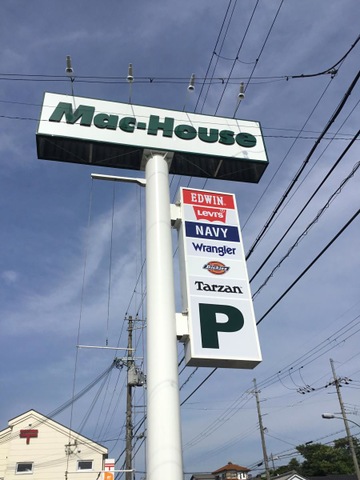 Mac-House
EDWIN
Levi's
NAVY
Wrangler
Dickies
Tarzan
P